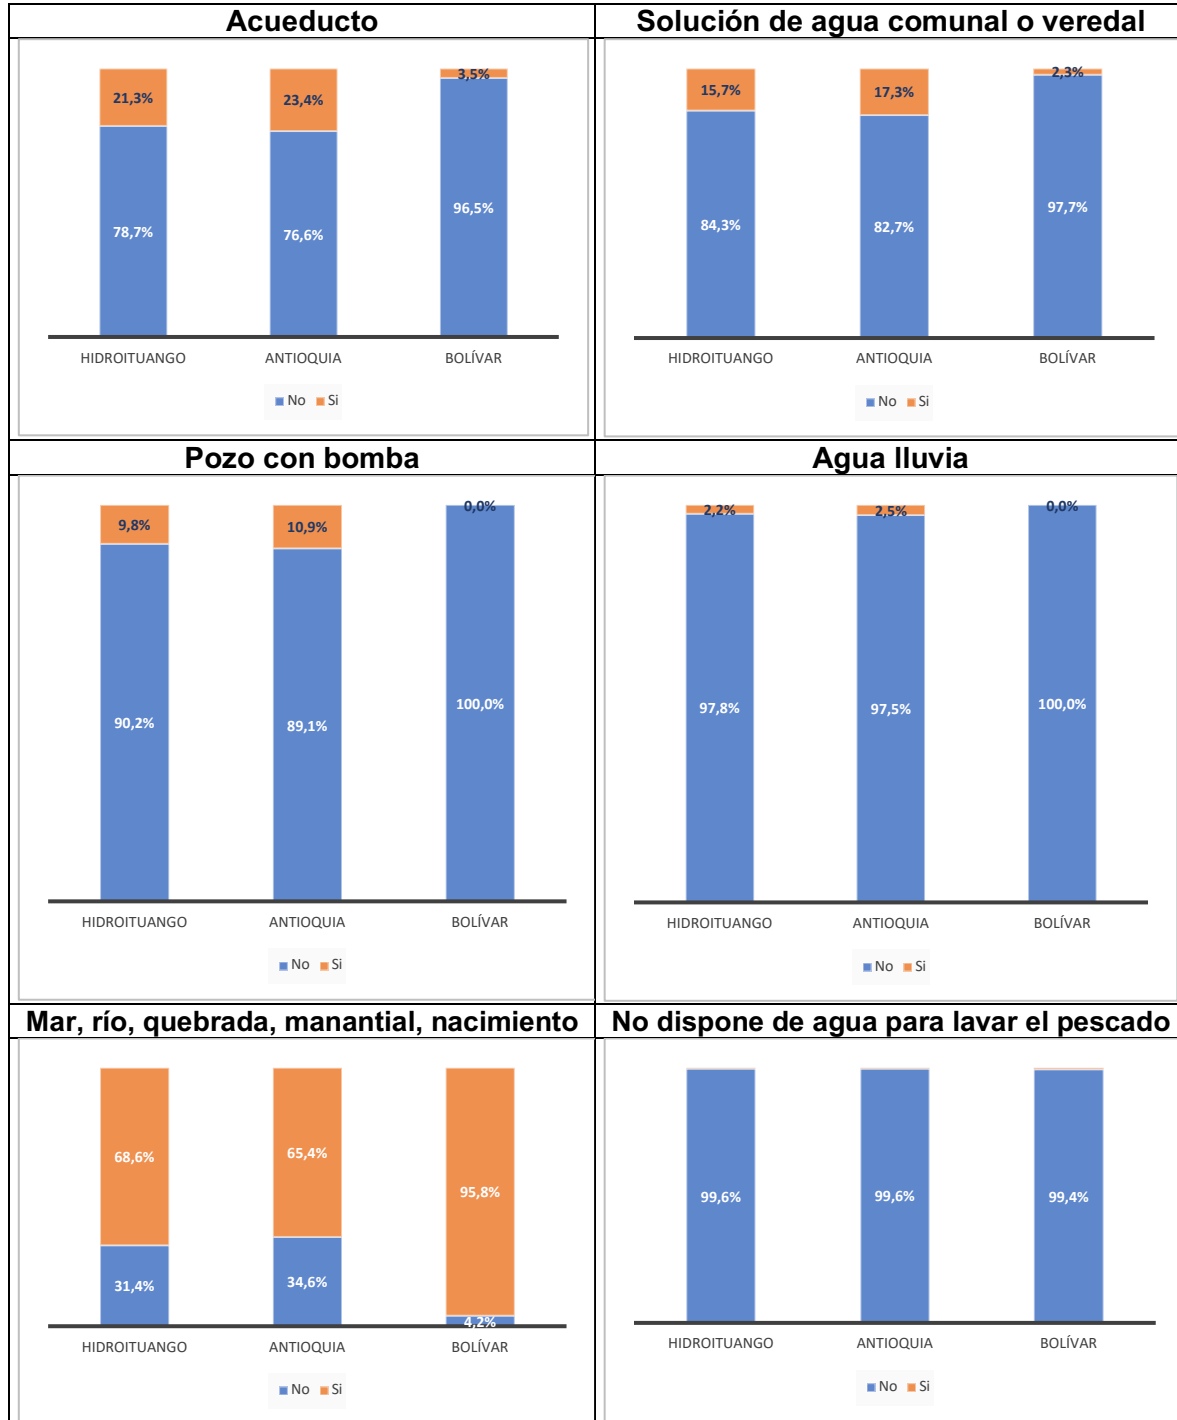 Acueducto
21,3%
23,4%
3,5%
78,7%
76,6%
96,5%
HIDROITUANGO ANTIOQUIA BOLÍVAR
No Si
Solución de agua comunal o veredal
15,7%
17,3%
2,3%
84,3%
82,7%
97,7%
HIDROITUANGO ANTIOQUIA BOLÍVAR
No Si
Pozo con bomba
9,8%
10,9%
0,0%
90,2%
89,1%
100,0%
HIDROITUANGO ANTIOQUIA BOLÍVAR
No Si
Agua lluvia
2,2%
2,5%
0,0%
97,8%
97,5%
100,0%
HIDROITUANGO ANTIOQUIA BOLÍVAR
No Si
Mar, río, quebrada, manantial, nacimiento
68,6%
65,4%
95,8%
31,4%
34,6%
4,2%
HIDROITUANGO ANTIOQUIA BOLÍVAR
No Si
No dispone de agua para lavar el pescado
99,6%
99,6%
99,4%
HIDROITUANGO ANTIOQUIA BOLÍVAR
No Si